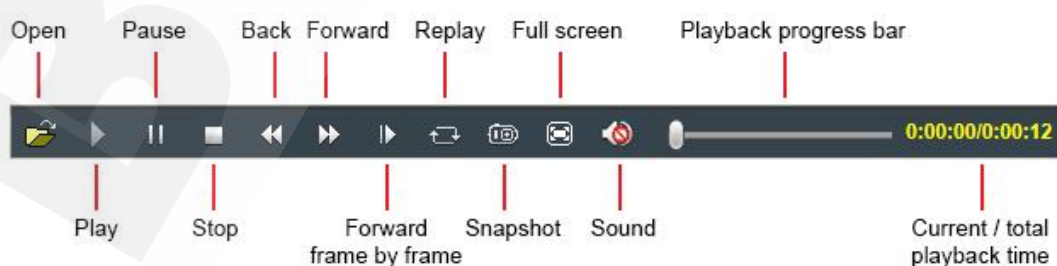 Open Pause Back Forward Replay Full screen Playback progress bar
0:00:00/0:00:12
Play Stop Forward Snapshot Sound Current / total
frame by frame playback time